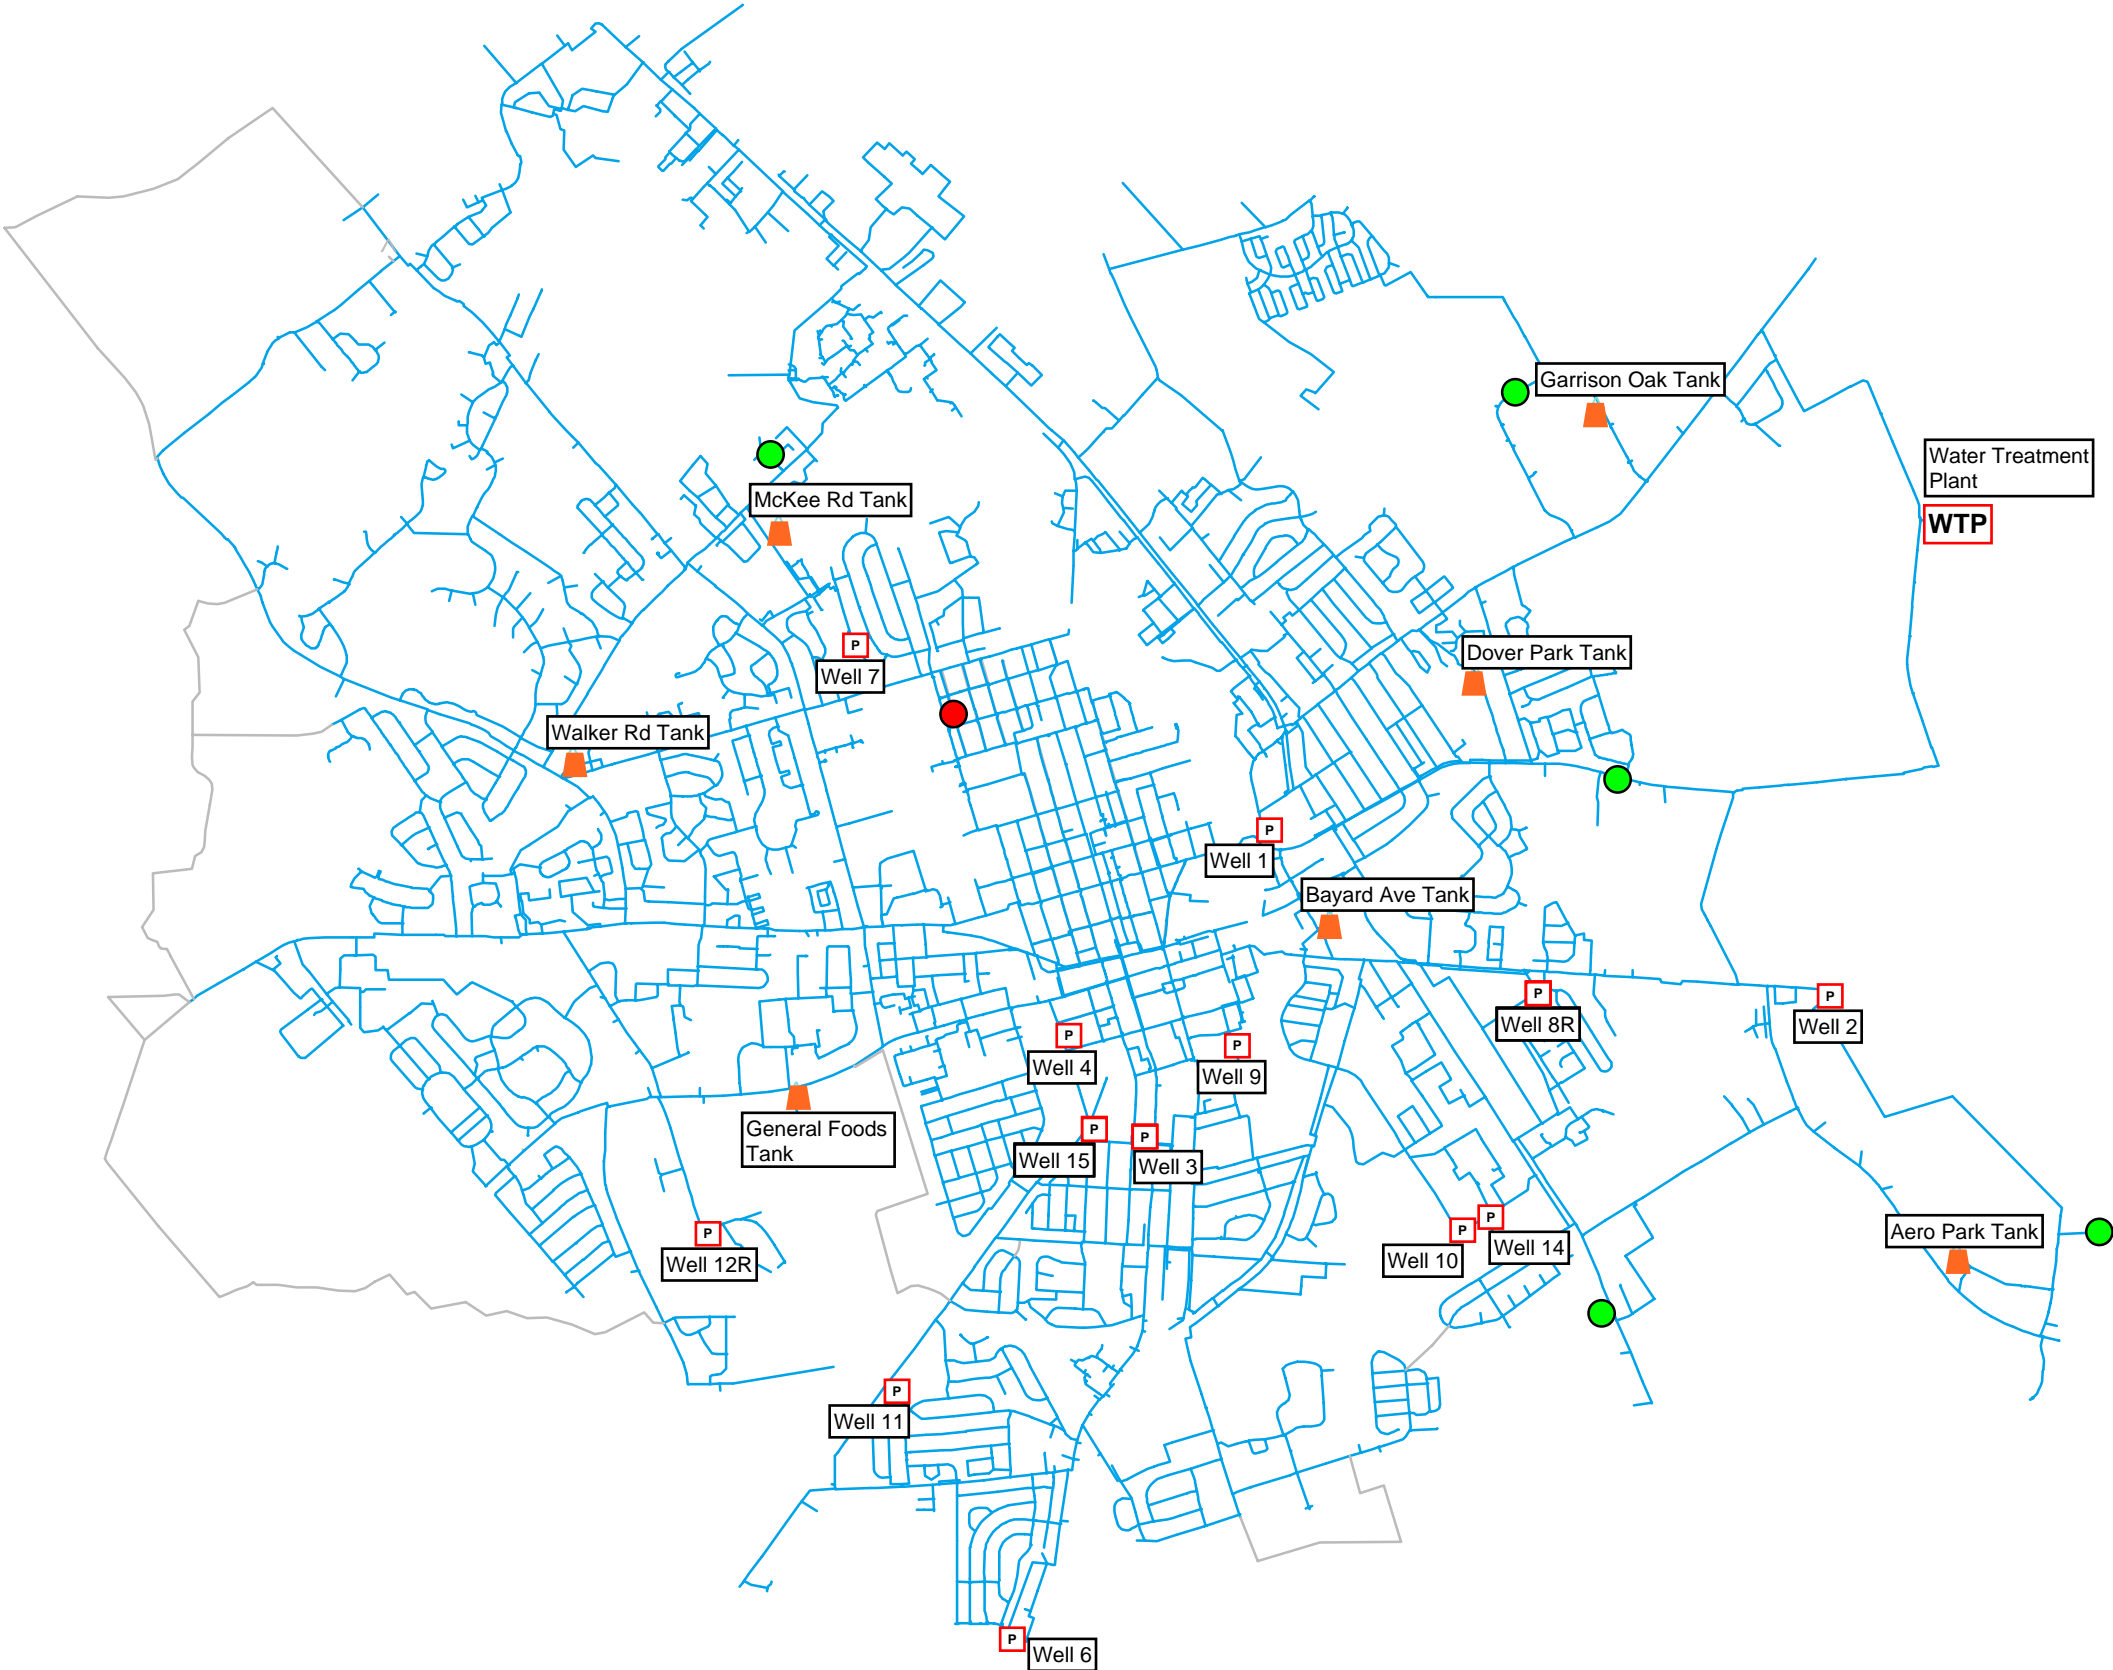 Garrison Oak Tank
Water Treatment
Plant
WTP
McKee Rd Tank
P
Well 7
Dover Park Tank
Walker Rd Tank
P
Well 1
Bayard Ave Tank
P
Well 8R
P
Well 2
P
Well 4
P
Well 9
General Foods
Tank
P
Well 15
P
Well 3
P
Well 12R
P
Well 10
P
Well 14
Aero Park Tank
P
Well 11
P
Well 6